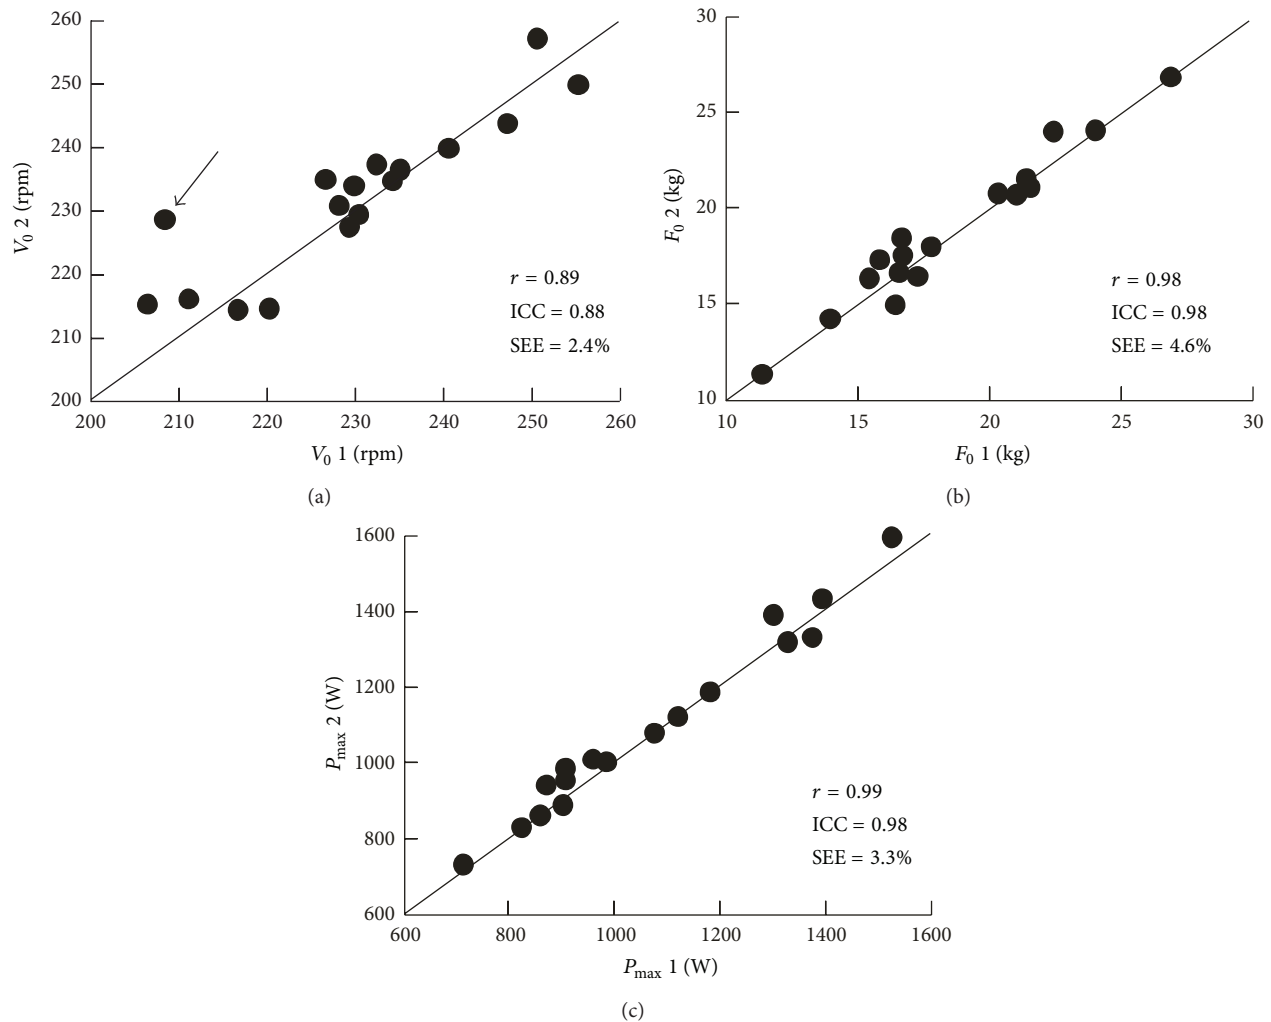 260
250
240
230
220
210
200
V0 2 (rpm)
r = 0.89
ICC = 0.88
SEE = 2.4%
200 210 220 230 240 250 260
V0 1 (rpm)
(a)
30
25
20
15
10
F0 2 (kg)
r = 0.98
ICC = 0.98
SEE = 4.6%
10 15 20 25 30
F0 1 (kg)
(b)
1600
1400
1200
1000
800
600
Pmax 2 (W)
r = 0.99
ICC = 0.98
SEE = 3.3%
600 800 1000 1200 1400 1600
Pmax 1 (W)
(c)